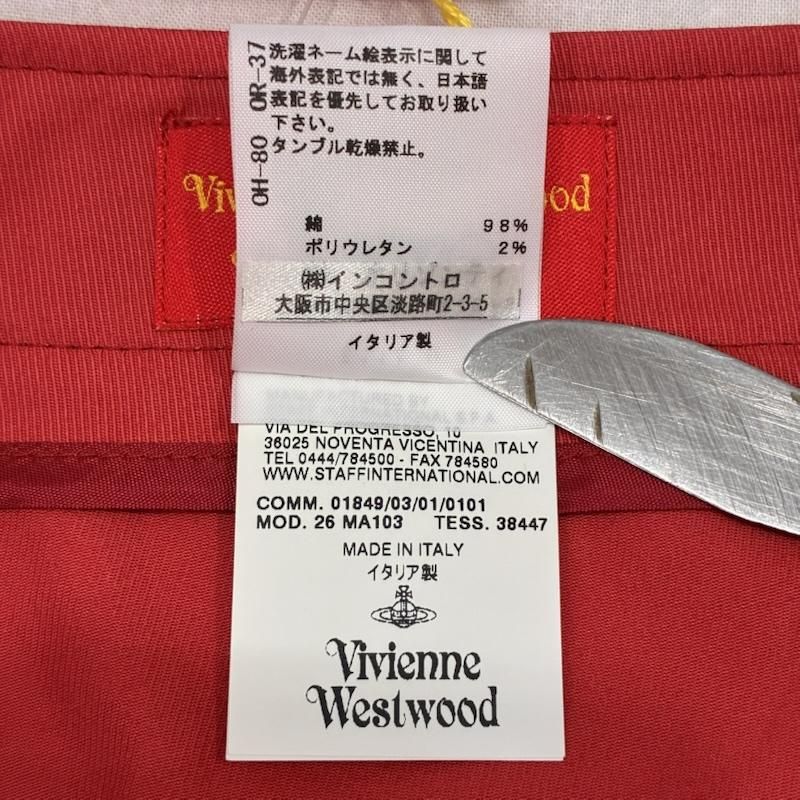 OH-80 OR-37
洗濯ネーム絵表示に関して
海外表記では無く、日本語
表記を優先してお取り扱い
下さい。
タンブル乾燥禁止。
Viv
ood
綿 98%
ポリウレタン 2%
㈱インコントロ
大阪市中央区淡路町2-3-5
イタリア製
MANUFACTURED BY
INTERNATIONAL S.P.A.
VIA DEL PROGRESSO, 10
36025 NOVENTA VICENTINA ITALY
TEL 0444/784500 - FAX 784580
WWW.STAFFINTERNATIONAL.COM
COMM. 01849/03/01/0101
MOD. 26 MA103 TESS. 38447
MADE IN ITALY
イタリア製
Vivienne
Westwood